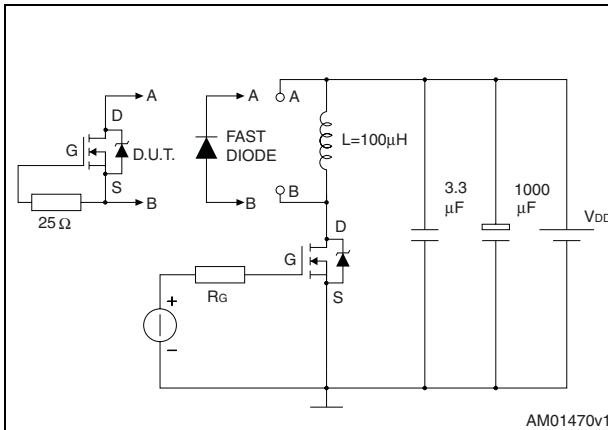 A
A
A
D
G
D.U.T.
FAST
DIODE
L=100µH
S
B
B
B
25 Ω
3.3
µF
1000
µF
VDD
D
G
S
RG
+
−
AM01470v1